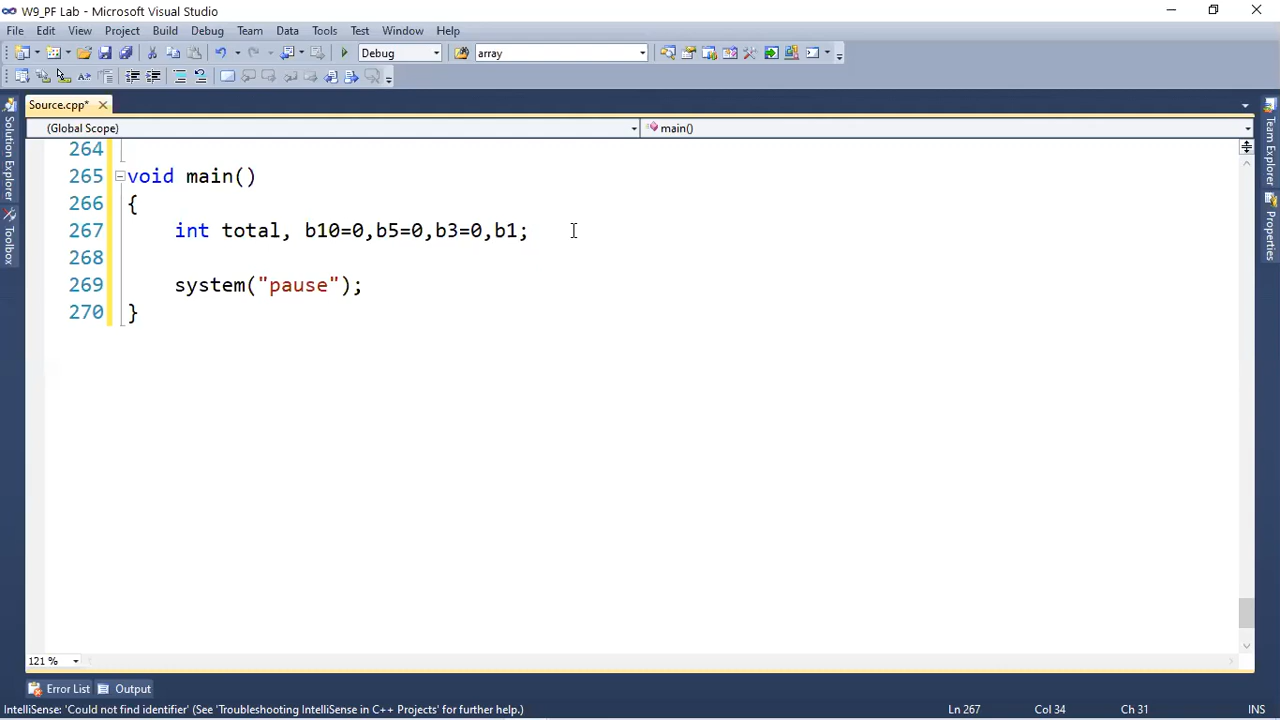 W9_PF Lab - Microsoft Visual Studio
File Edit View Project Build Debug Team Data Tools Test Window Help
Debug array
Source.cpp*
(Global Scope) main()
Solution Explorer
Toolbox
Team Explorer
Properties
264
265 void main()
266 {
267 int total, b10=0,b5=0,b3=0,b1;
268
269 system("pause");
270 }
121 %
Error List Output
IntelliSense: 'Could not find identifier' (See 'Troubleshooting IntelliSense in C++ Projects' for further help.) Ln 267 Col 34 Ch 31 INS